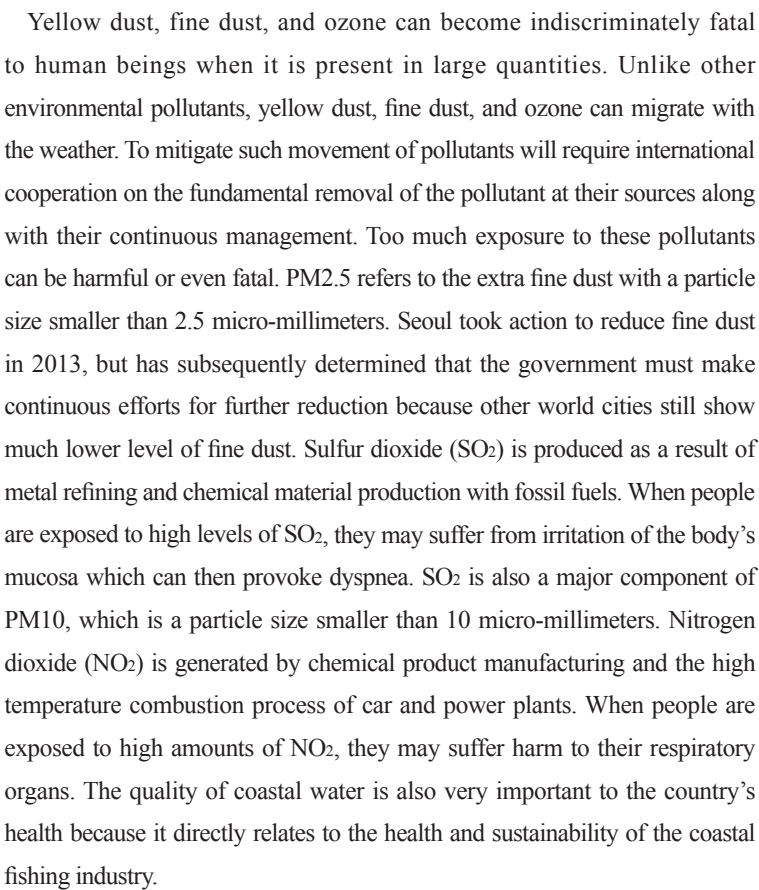 Yellow dust, fine dust, and ozone can become indiscriminately fatal
to human beings when it is present in large quantities. Unlike other
environmental pollutants, yellow dust, fine dust, and ozone can migrate with
the weather. To mitigate such movement of pollutants will require international
cooperation on the fundamental removal of the pollutant at their sources along
with their continuous management. Too much exposure to these pollutants
can be harmful or even fatal. PM2.5 refers to the extra fine dust with a particle
size smaller than 2.5 micro-millimeters. Seoul took action to reduce fine dust
in 2013, but has subsequently determined that the government must make
continuous efforts for further reduction because other world cities still show
much lower level of fine dust. Sulfur dioxide (SO₂) is produced as a result of
metal refining and chemical material production with fossil fuels. When people
are exposed to high levels of SO₂, they may suffer from irritation of the body’s
mucosa which can then provoke dyspnea. SO₂ is also a major component of
PM10, which is a particle size smaller than 10 micro-millimeters. Nitrogen
dioxide (NO₂) is generated by chemical product manufacturing and the high
temperature combustion process of car and power plants. When people are
exposed to high amounts of NO₂, they may suffer harm to their respiratory
organs. The quality of coastal water is also very important to the country’s
health because it directly relates to the health and sustainability of the coastal
fishing industry.